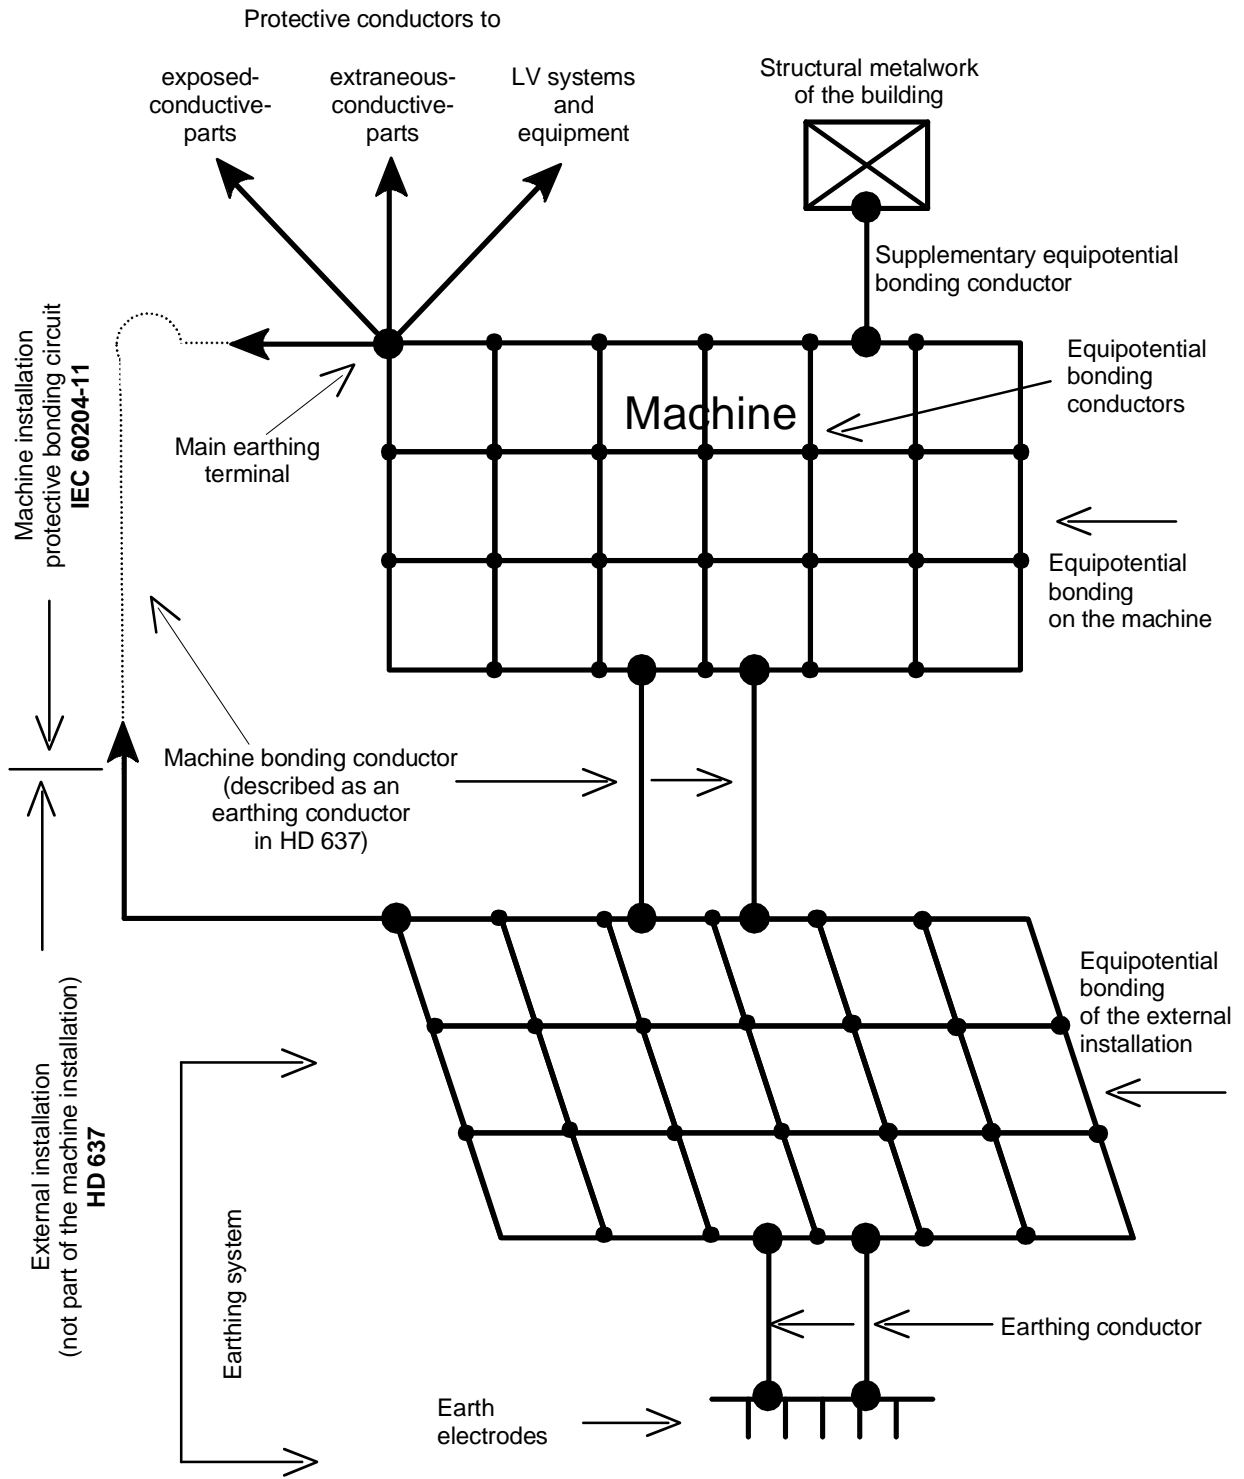 Protective conductors to
exposed-
conductive-
parts
extraneous-
conductive-
parts
LV systems
and
equipment
Structural metalwork
of the building
Supplementary equipotential
bonding conductor
Equipotential
bonding
conductors
Machine
Main earthing
terminal
Machine installation
protective bonding circuit
IEC 60204-11
Equipotential
bonding
on the machine
Machine bonding conductor
(described as an
earthing conductor
in HD 637)
Equipotential
bonding
of the external
installation
External installation
(not part of the machine installation)
HD 637
Earthing system
Earthing conductor
Earth
electrodes